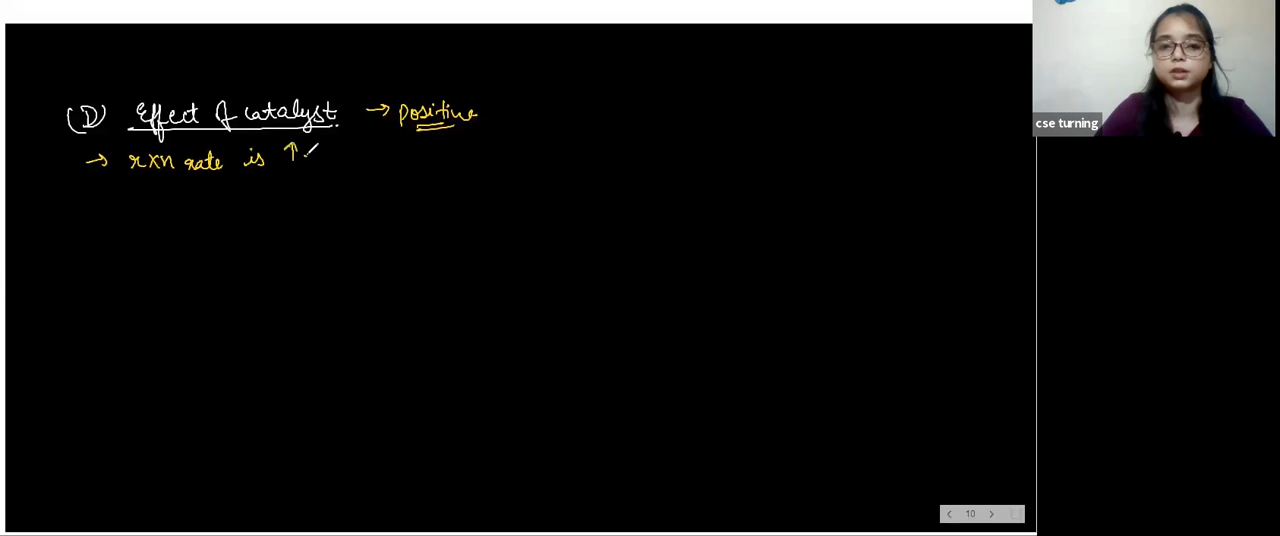 (D) Effect of catalyst → positive
→ rxn rate is ↑
cse turning
< 10 >